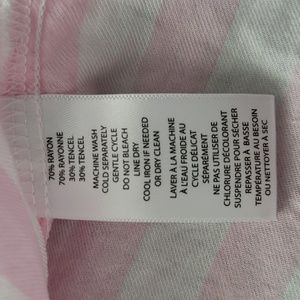 70% RAYON
70% RAYONNE
30% TENCEL
30% TENCEL
MACHINE WASH
COLD SEPARATELY
GENTLE CYCLE
DO NOT BLEACH
LINE DRY
COOL IRON IF NEEDED
OR DRY CLEAN
LAVER À LA MACHINE
À L'EAU FROIDE AU
CYCLE DÉLICAT
SÉPARÉMENT
NE PAS UTILISER DE
CHLORURE DÉCOLORANT
SUSPENDRE POUR SÉCHER
REPASSER À BASSE
TEMPÉRATURE AU BESOIN
OU NETTOYER À SEC